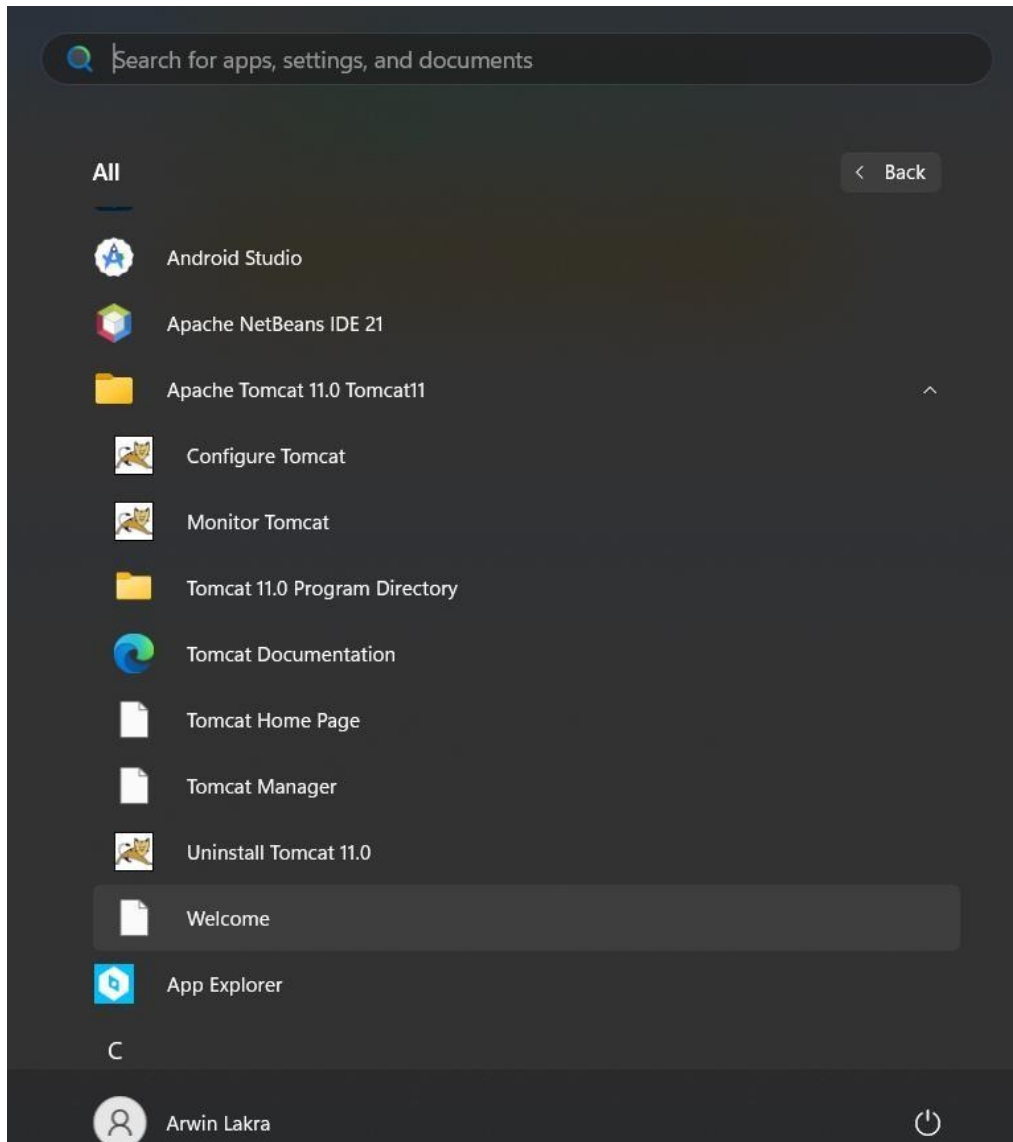 Search for apps, settings, and documents
All
Back
Android Studio
Apache NetBeans IDE 21
Apache Tomcat 11.0 Tomcat11
Configure Tomcat
Monitor Tomcat
Tomcat 11.0 Program Directory
Tomcat Documentation
Tomcat Home Page
Tomcat Manager
Uninstall Tomcat 11.0
Welcome
App Explorer
C
Arwin Lakra